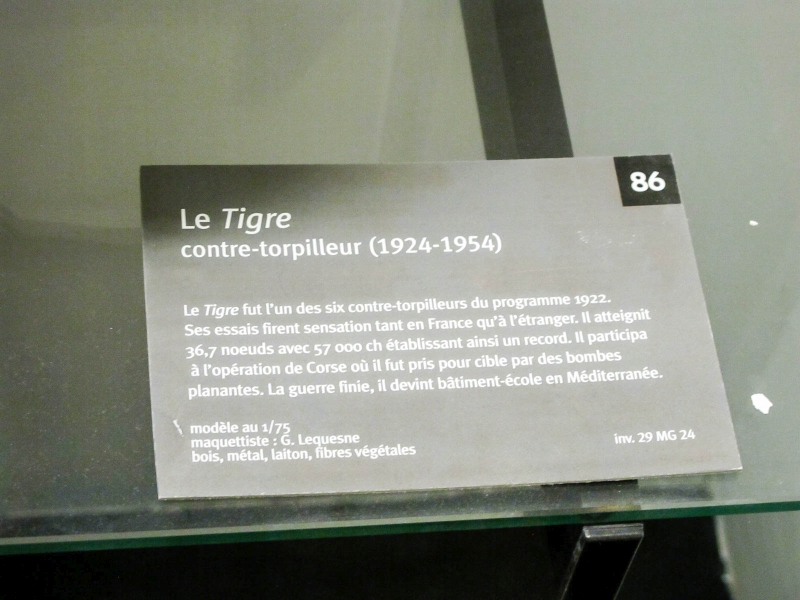 86
Le Tigre
contre-torpilleur (1924-1954)
Le Tigre fut l'un des six contre-torpilleurs du programme 1922.
Ses essais firent sensation tant en France qu'à l'étranger. Il atteignit
36,7 noeuds avec 57 000 ch établissant ainsi un record. Il participa
à l'opération de Corse où il fut pris pour cible par des bombes
planantes. La guerre finie, il devint bâtiment-école en Méditerranée.
modèle au 1/75
maquettiste : G. Lequesne
bois, métal, laiton, fibres végétales
inv. 29 MG 24